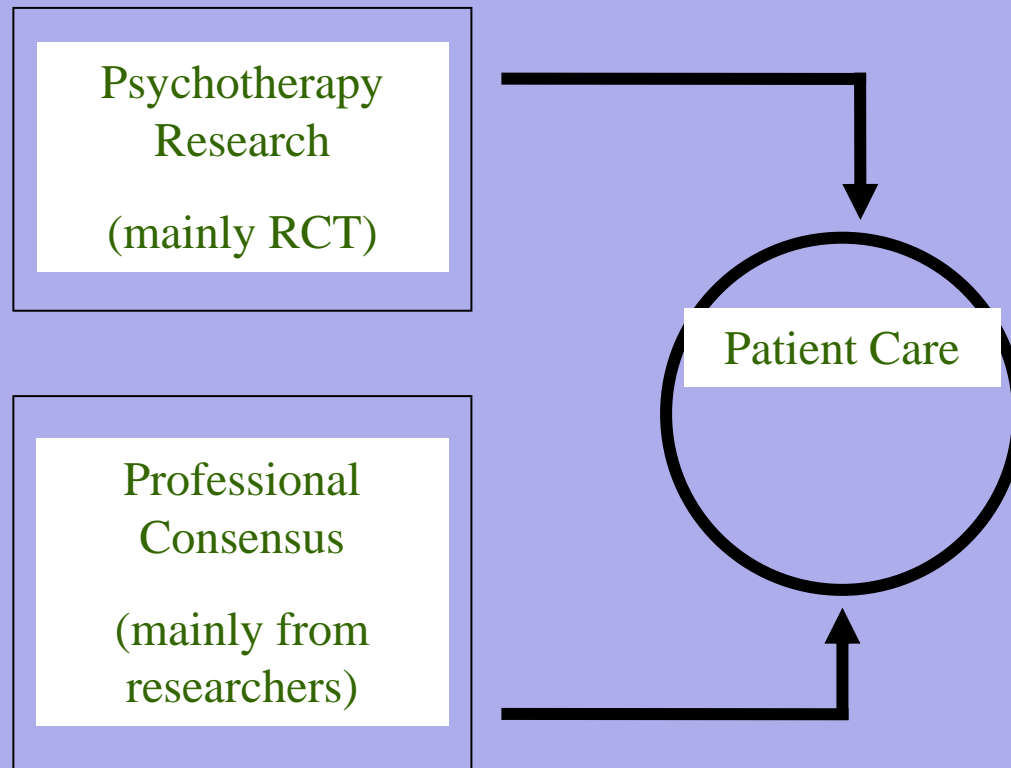 Psychotherapy
Research
(mainly RCT)
Patient Care
Professional
Consensus
(mainly from
researchers)